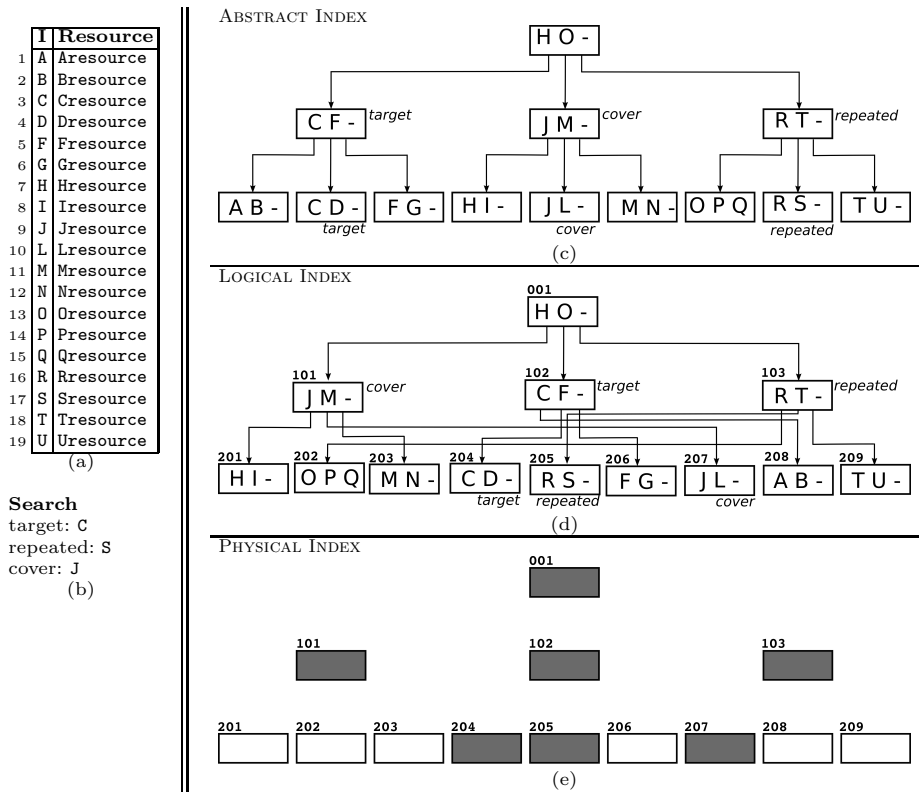 I Resource
1 A Aresource
2 B Bresource
3 C Cresource
4 D Dresource
5 F Fresource
6 G Gresource
7 H Hresource
8 I Iresource
9 J Jresource
10 L Lresource
11 M Mresource
12 N Nresource
13 O Oresource
14 P Presource
15 Q Qresource
16 R Rresource
17 S Sresource
18 T Tresource
19 U Uresource
(a)
Search
target: C
repeated: S
cover: J
(b)
ABSTRACT INDEX
H O -
C F - target J M - cover R T - repeated
A B - C D - F G - H I - J L - M N - O P Q R S - T U -
target cover repeated
(c)
LOGICAL INDEX
001
H O -
101 102 103
J M - cover C F - target R T - repeated
201 202 203 204 205 206 207 208 209
H I - O P Q M N - C D - R S - F G - J L - A B - T U -
target repeated cover
(d)
PHYSICAL INDEX
001
101 102 103
201 202 203 204 205 206 207 208 209
(e)